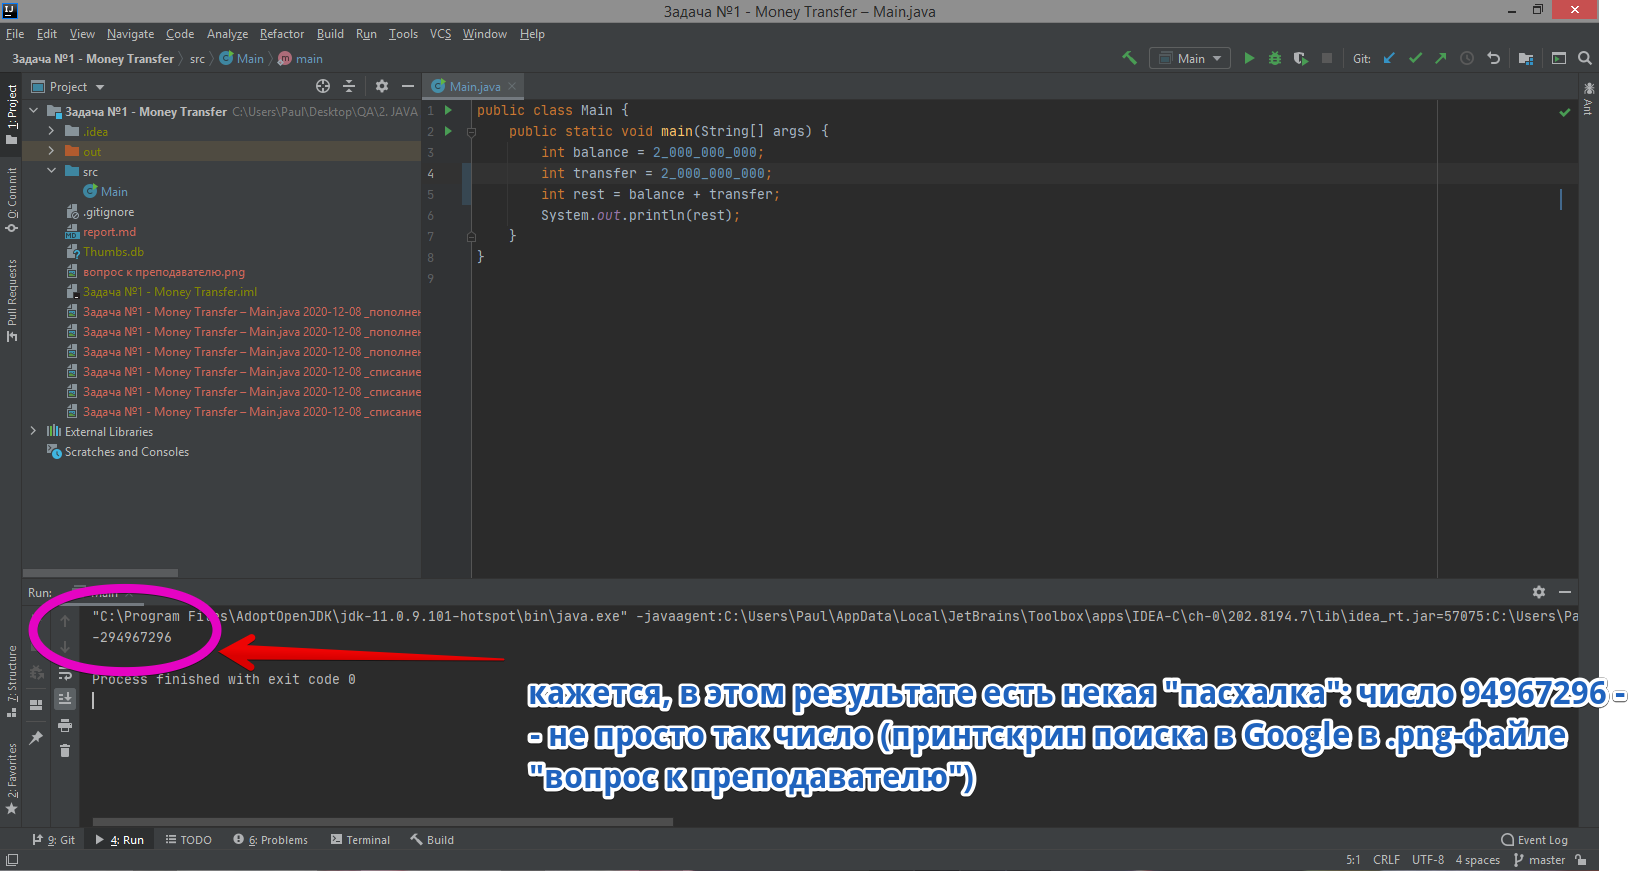 Задача №1 - Money Transfer – Main.java
File Edit View Navigate Code Analyze Refactor Build Run Tools VCS Window Help
Задача №1 - Money Transfer src Main main
Main Git:
1: Project
0: Commit
Pull Requests
7: Structure
2: Favorites
Ant
Project
Задача №1 - Money Transfer C:\Users\Paul\Desktop\QA\2. JAVA
.idea
out
src
Main
.gitignore
report.md
Thumbs.db
вопрос к преподавателю.png
Задача №1 - Money Transfer.iml
Задача №1 - Money Transfer – Main.java 2020-12-08 _пополнен
Задача №1 - Money Transfer – Main.java 2020-12-08 _пополнен
Задача №1 - Money Transfer – Main.java 2020-12-08 _пополнен
Задача №1 - Money Transfer – Main.java 2020-12-08 _списание
Задача №1 - Money Transfer – Main.java 2020-12-08 _списание
Задача №1 - Money Transfer – Main.java 2020-12-08 _списание
External Libraries
Scratches and Consoles
Main.java
1 public class Main {
2 public static void main(String[] args) {
3 int balance = 2_000_000_000;
4 int transfer = 2_000_000_000;
5 int rest = balance + transfer;
6 System.out.println(rest);
7 }
8 }
9
Run:
"C:\Program Files\AdoptOpenJDK\jdk-11.0.9.101-hotspot\bin\java.exe" -javaagent:C:\Users\Paul\AppData\Local\JetBrains\Toolbox\apps\IDEA-C\ch-0\202.8194.7\lib\idea_rt.jar=57075:C:\Users\Pa
-294967296
Process finished with exit code 0
кажется, в этом результате есть некая "пасхалка": число 94967296 -
- не просто так число (принтскрин поиска в Google в .png-файле
"вопрос к преподавателю")
9: Git 4: Run TODO 6: Problems Terminal Build Event Log
5:1 CRLF UTF-8 4 spaces master